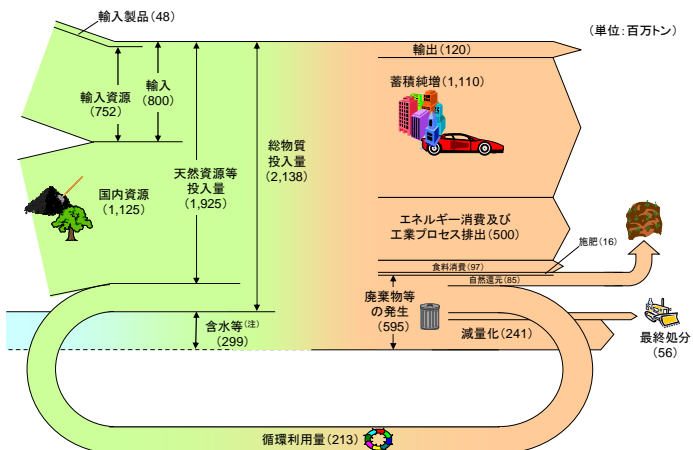 輸入製品(48)
(単位:百万トン)
輸出(120)
輸入
(800)
輸入資源
(752)
蓄積純増(1,110)
総物質
投入量
(2,138)
天然資源等
投入量
(1,925)
国内資源
(1,125)
エネルギー消費及び
工業プロセス排出(500)
施肥(16)
食料消費(97)
自然還元(85)
廃棄物等
の発生
(595)
含水等(注)
(299)
減量化(241)
最終処分
(56)
循環利用量(213)